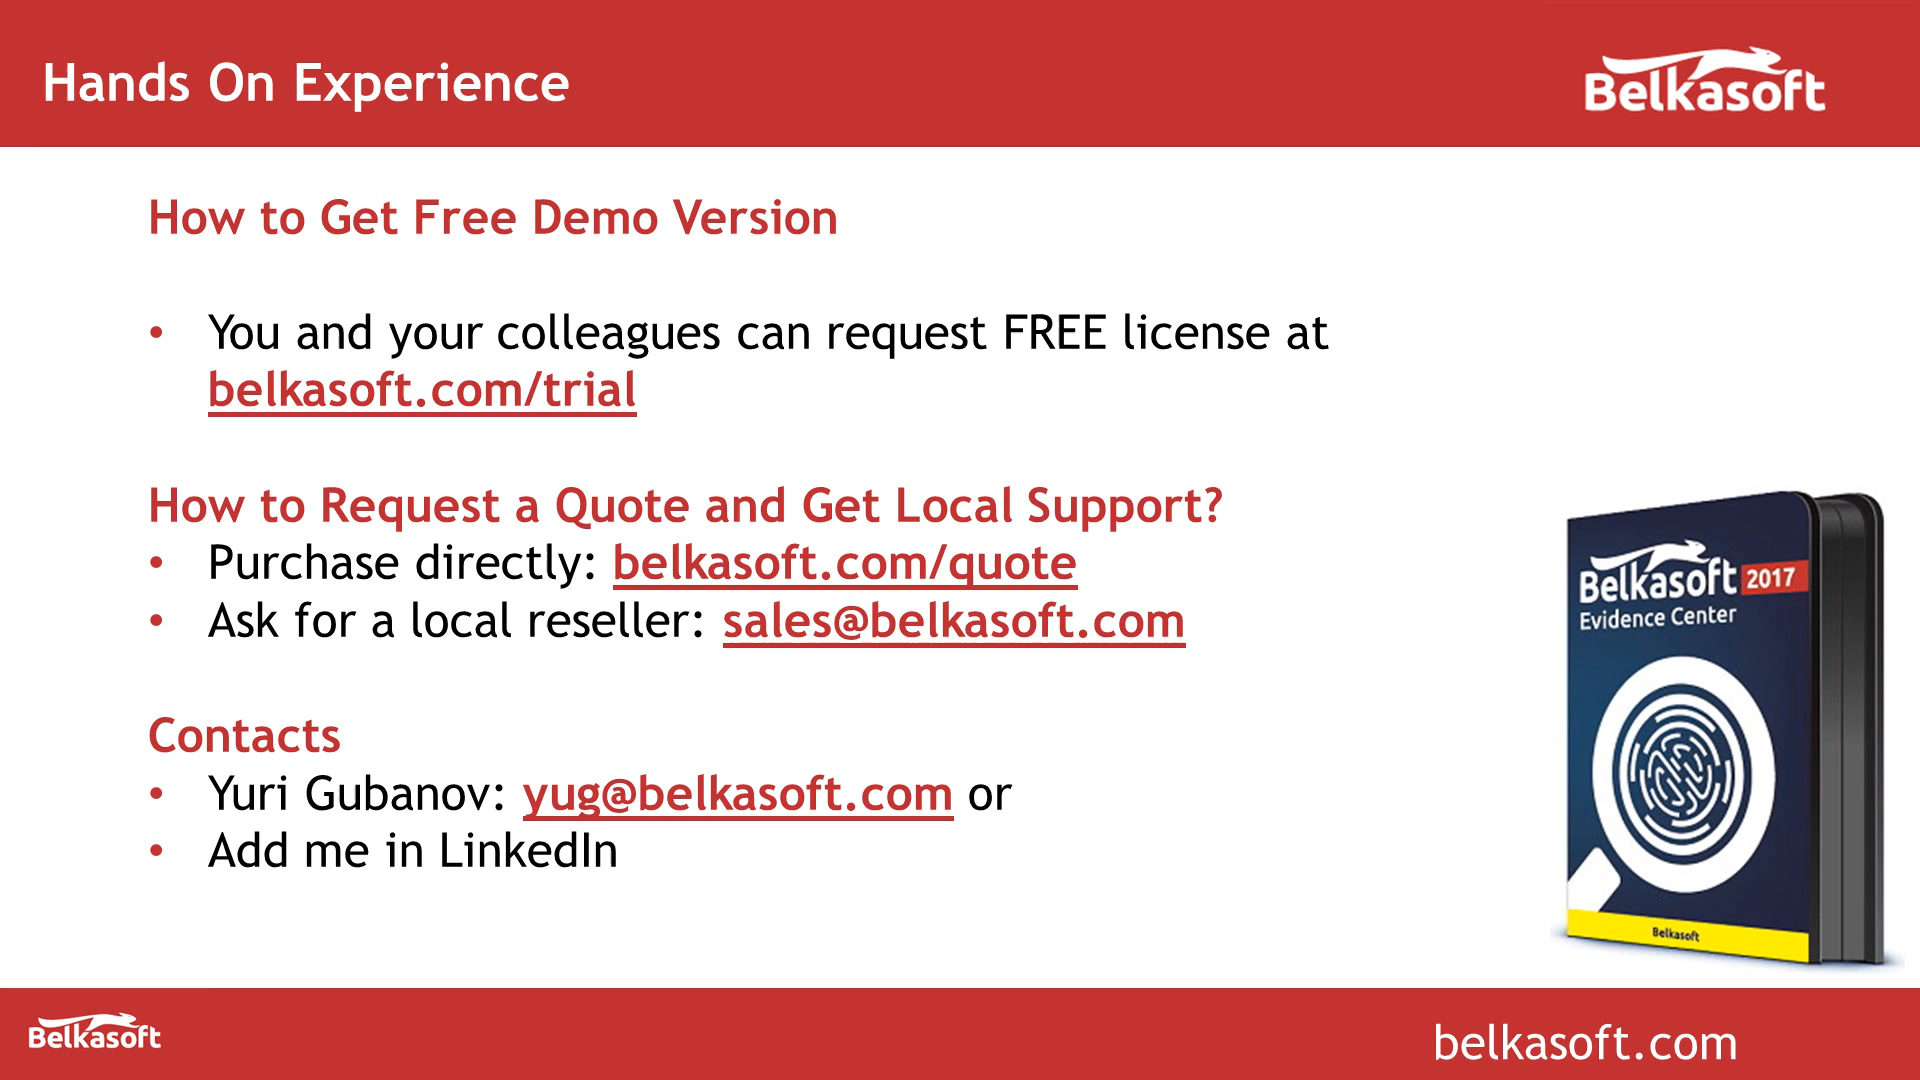 Hands On Experience
Belkasoft
How to Get Free Demo Version
• You and your colleagues can request FREE license at
belkasoft.com/trial
How to Request a Quote and Get Local Support?
• Purchase directly: belkasoft.com/quote
• Ask for a local reseller: sales@belkasoft.com
Contacts
• Yuri Gubanov: yug@belkasoft.com or
• Add me in LinkedIn
Belkasoft 2017
Evidence Center
Belkasoft
Belkasoft
belkasoft.com